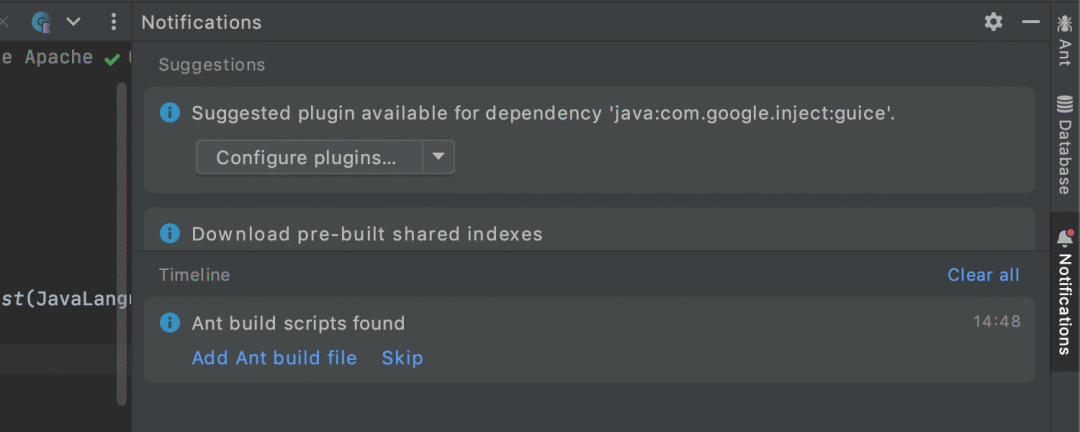 Notifications
e Apache
Suggestions
Suggested plugin available for dependency 'java:com.google.inject:guice'.
Configure plugins...
Download pre-built shared indexes
Timeline
Clear all
st(JavaLangu
Ant build scripts found
14:48
Add Ant build file
Skip
Ant
Database
Notifications